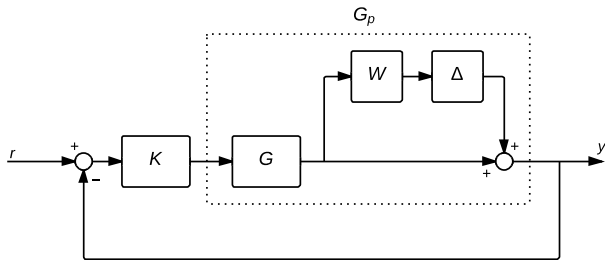 Gp
W Δ
r + − K G + + y